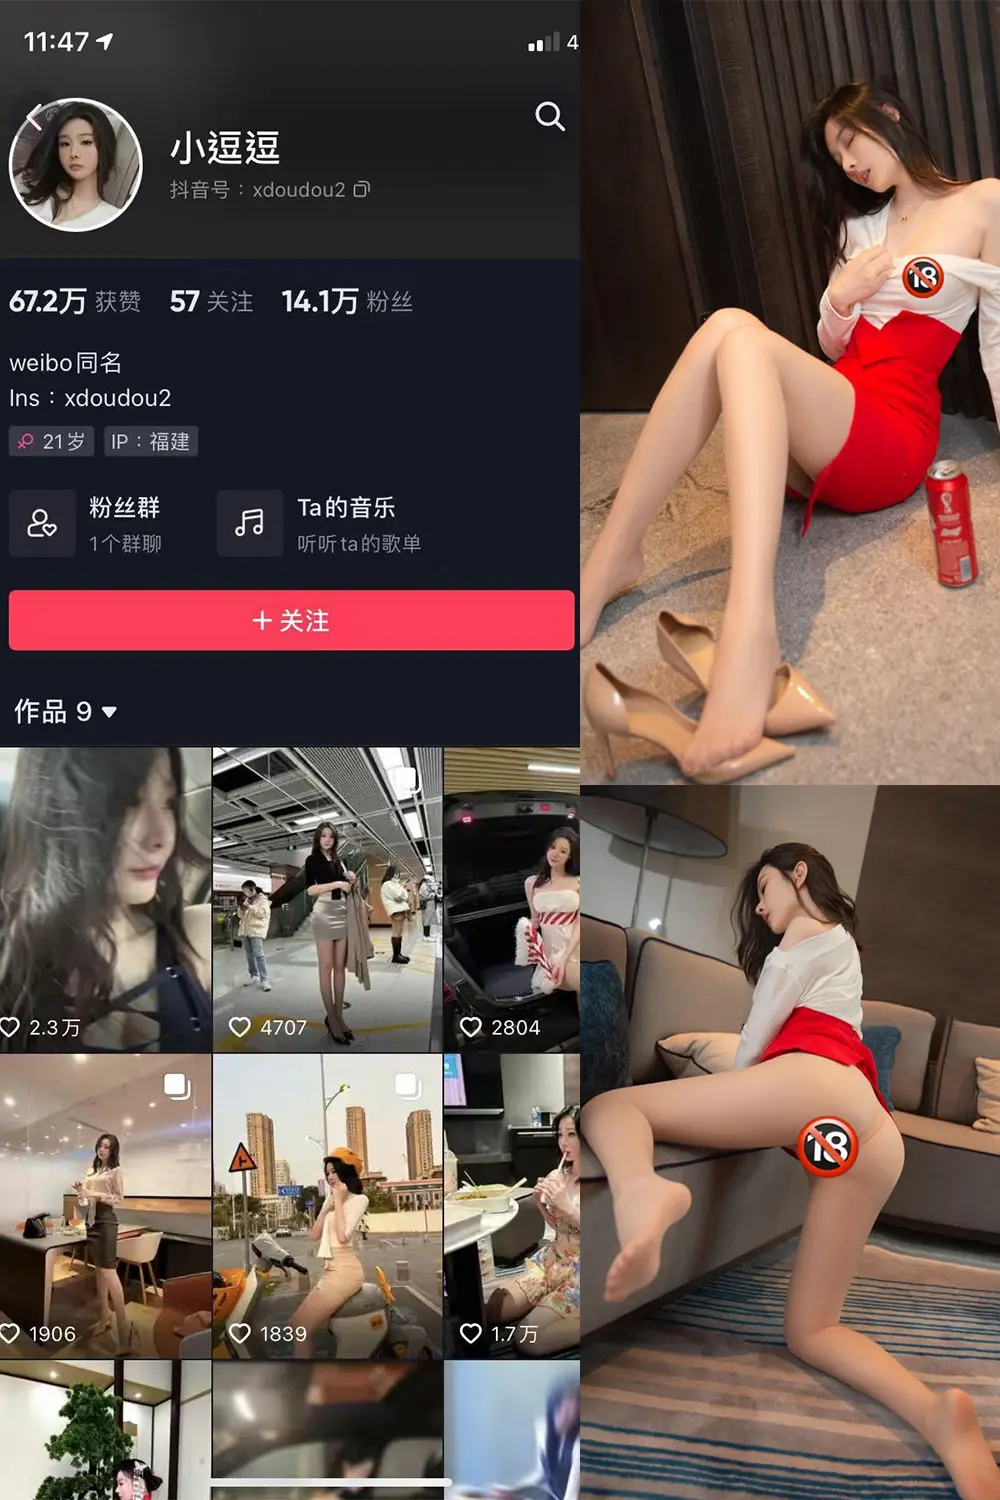 11:47
4
小逗逗
抖音号：xdoudou2
67.2万 获赞 57 关注 14.1万 粉丝
weibo同名
Ins：xdoudou2
21岁 IP：福建
粉丝群
1个群聊
Ta的音乐
听听ta的歌单
+ 关注
作品 9
2.3万
4707
2804
1906
1839
1.7万
18
18